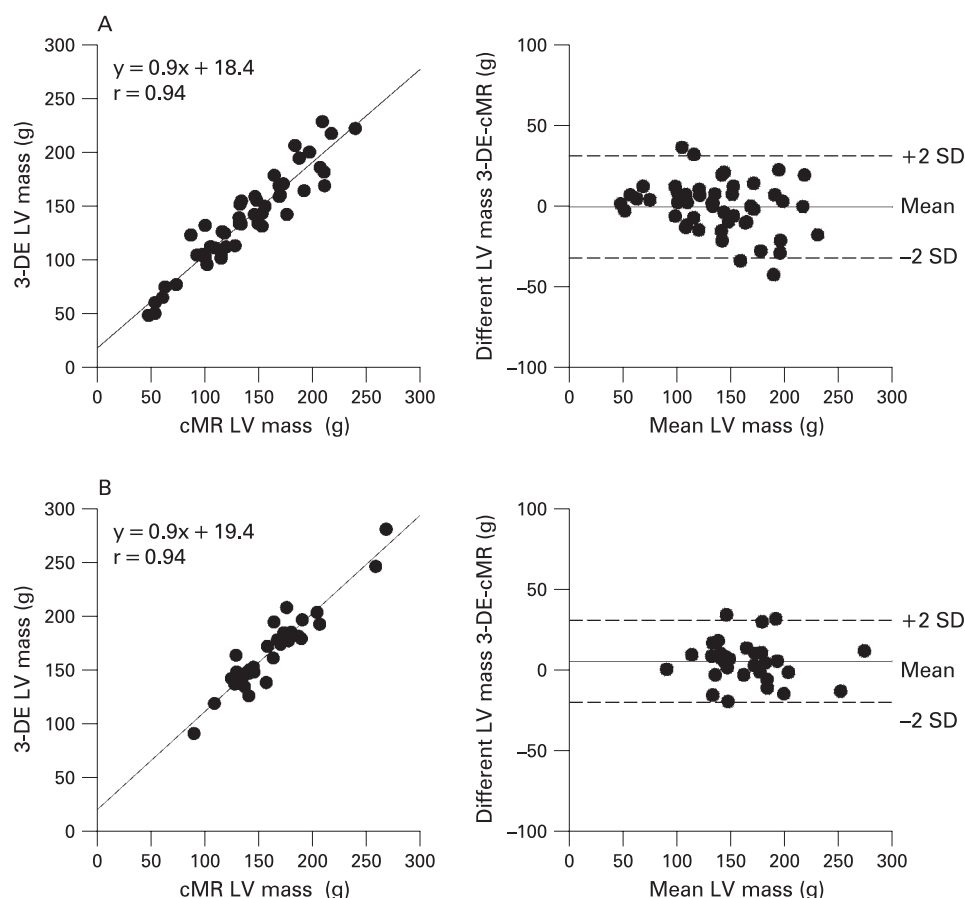 A
300
250
200
150
100
50
0
3-DE LV mass (g)
y = 0.9x + 18.4
r = 0.94
0 50 100 150 200 250 300
cMR LV mass (g)
100
50
0
–50
–100
Different LV mass 3-DE-cMR (g)
+2 SD
Mean
–2 SD
0 50 100 150 200 250 300
Mean LV mass (g)
B
300
250
200
150
100
50
0
3-DE LV mass (g)
y = 0.9x + 19.4
r = 0.94
0 50 100 150 200 250 300
cMR LV mass (g)
100
50
0
–50
–100
Different LV mass 3-DE-cMR (g)
+2 SD
Mean
–2 SD
0 50 100 150 200 250 300
Mean LV mass (g)